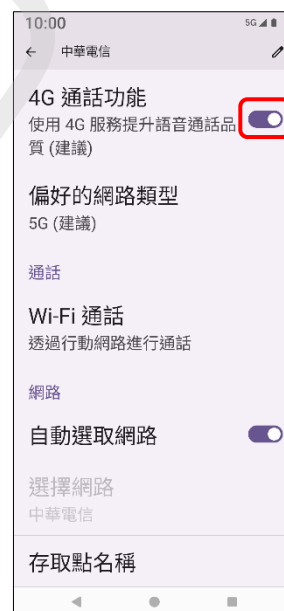 10:00 5G
中華電信
4G 通話功能
使用 4G 服務提升語音通話品
質 (建議)
偏好的網路類型
5G (建議)
通話
Wi-Fi 通話
透過行動網路進行通話
網路
自動選取網路
選擇網路
中華電信
存取點名稱